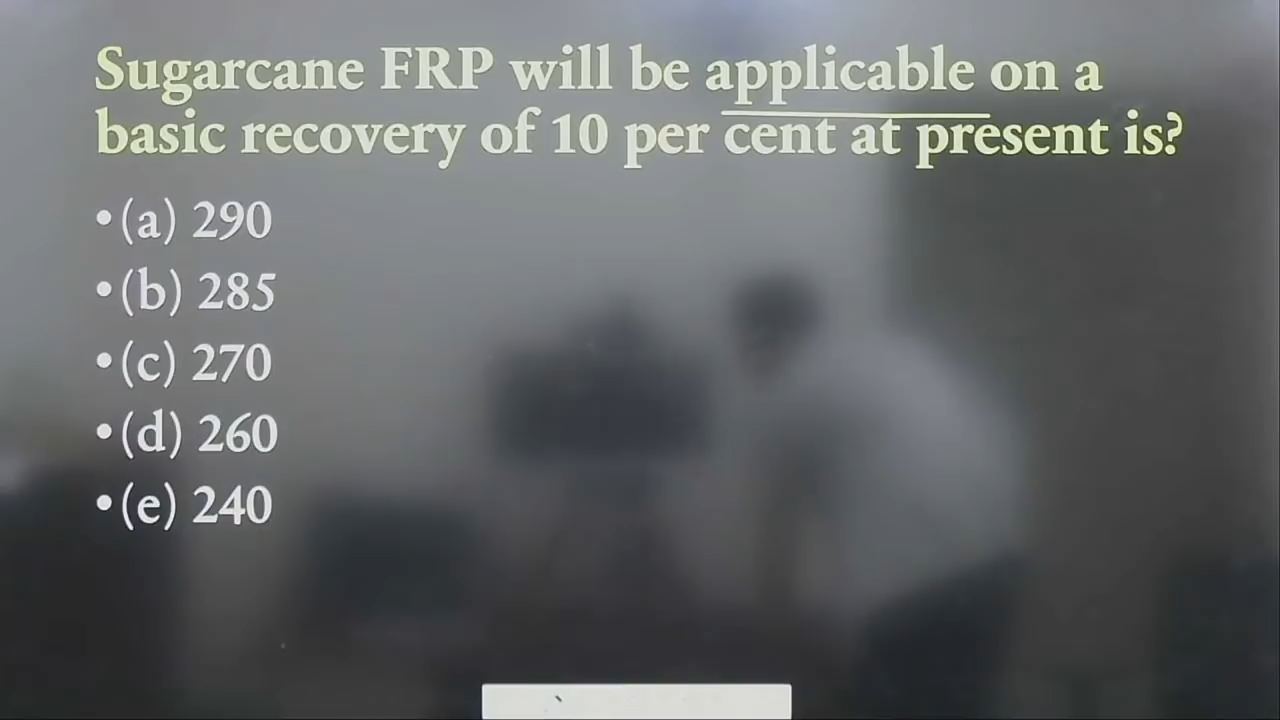 Sugarcane FRP will be applicable on a
basic recovery of 10 per cent at present is?
• (a) 290
• (b) 285
• (c) 270
• (d) 260
• (e) 240